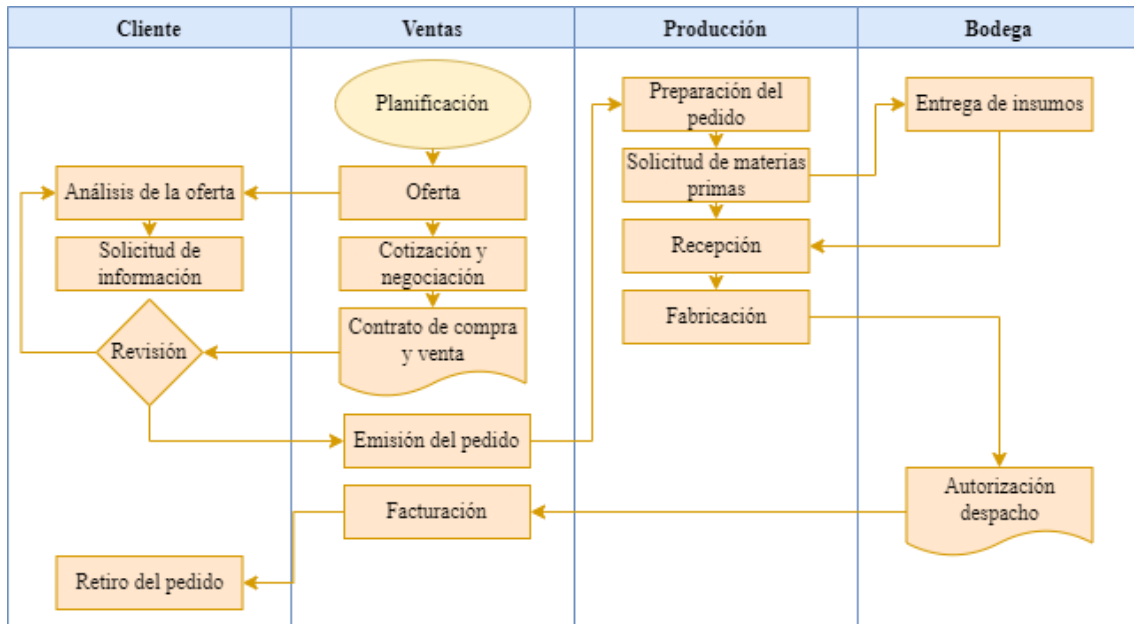 Cliente
Ventas
Producción
Bodega
Planificación
Preparación del
pedido
Entrega de insumos
Análisis de la oferta
Oferta
Solicitud de materias
primas
Solicitud de
información
Cotización y
negociación
Recepción
Revisión
Contrato de compra
y venta
Fabricación
Emisión del pedido
Facturación
Autorización
despacho
Retiro del pedido